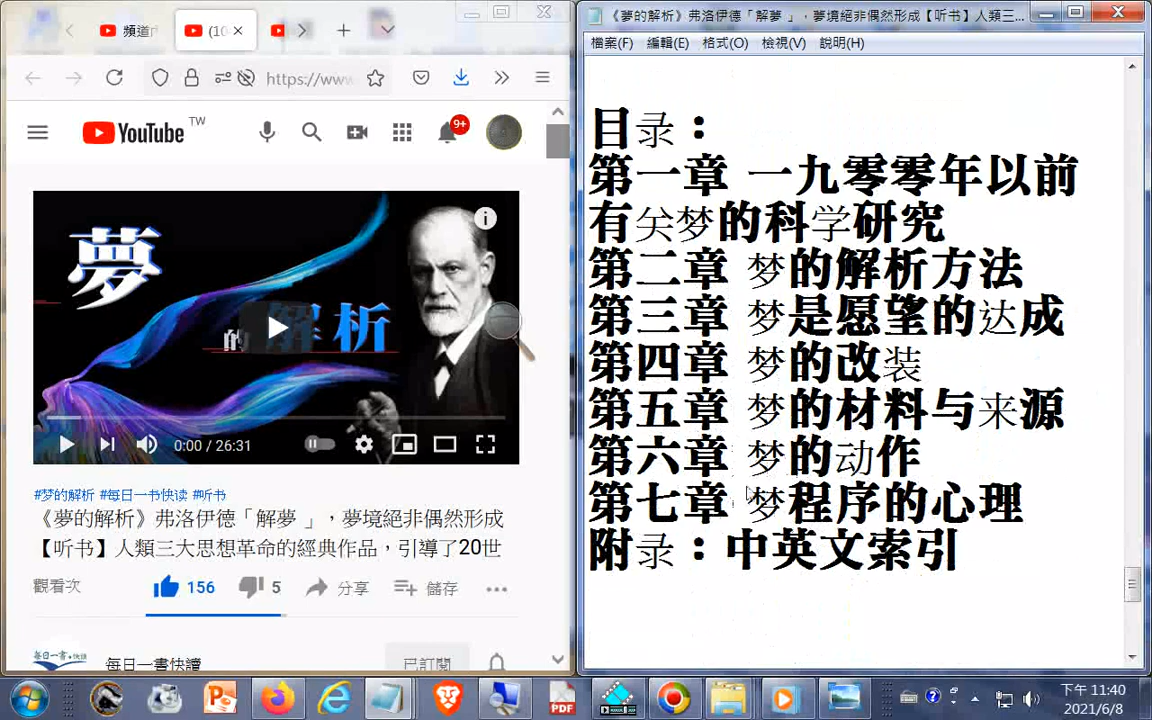 《夢的解析》弗洛伊德「解夢 」，夢境絕非偶然形成【听书】人類三...
頻道
(10
https://www.
檔案(F) 編輯(E) 格式(O) 檢視(V) 說明(H)
YouTube TW
9+
夢
的解析
0:00 / 26:31
#梦的解析 #每日一书快读 #听书
《夢的解析》弗洛伊德「解夢 」，夢境絕非偶然形成
【听书】人類三大思想革命的經典作品，引導了20世
觀看次
156
5
分享
儲存
每日一書快讀
已訂閱
目录：
第一章 一九零零年以前
有关梦的科学研究
第二章 梦的解析方法
第三章 梦是愿望的达成
第四章 梦的改装
第五章 梦的材料与来源
第六章 梦的动作
第七章 梦程序的心理
附录：中英文索引
PDF
下午 11:40
2021/6/8